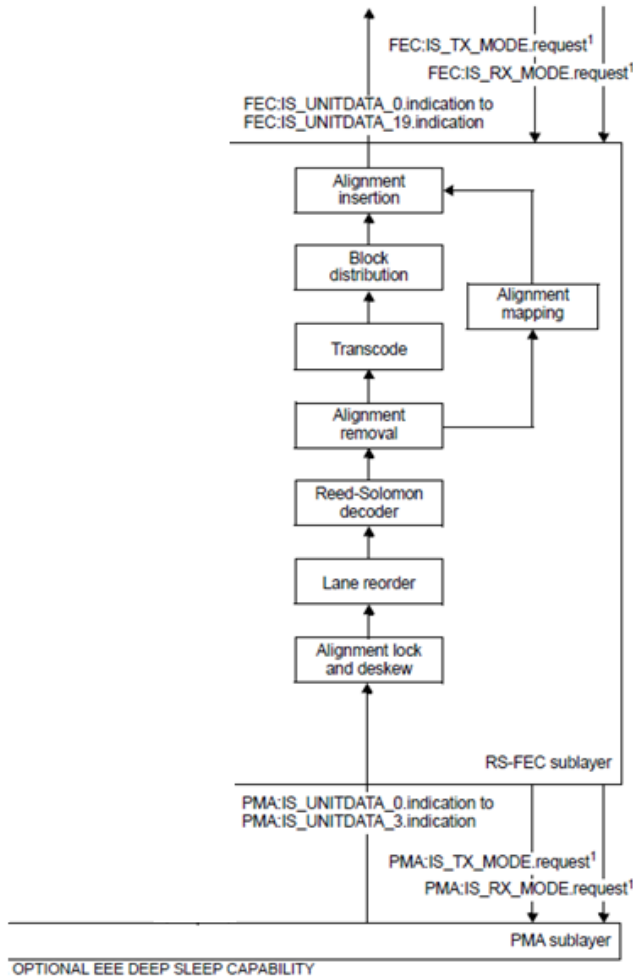 FEC:IS_TX_MODE.request¹
FEC:IS_RX_MODE.request¹
FEC:IS_UNITDATA_0.indication to
FEC:IS_UNITDATA_19.indication
Alignment
insertion
Block
distribution
Alignment
mapping
Transcode
Alignment
removal
Reed-Solomon
decoder
Lane reorder
Alignment lock
and deskew
RS-FEC sublayer
PMA:IS_UNITDATA_0.indication to
PMA:IS_UNITDATA_3.indication
PMA:IS_TX_MODE.request¹
PMA:IS_RX_MODE.request¹
PMA sublayer
OPTIONAL EEE DEEP SLEEP CAPABILITY